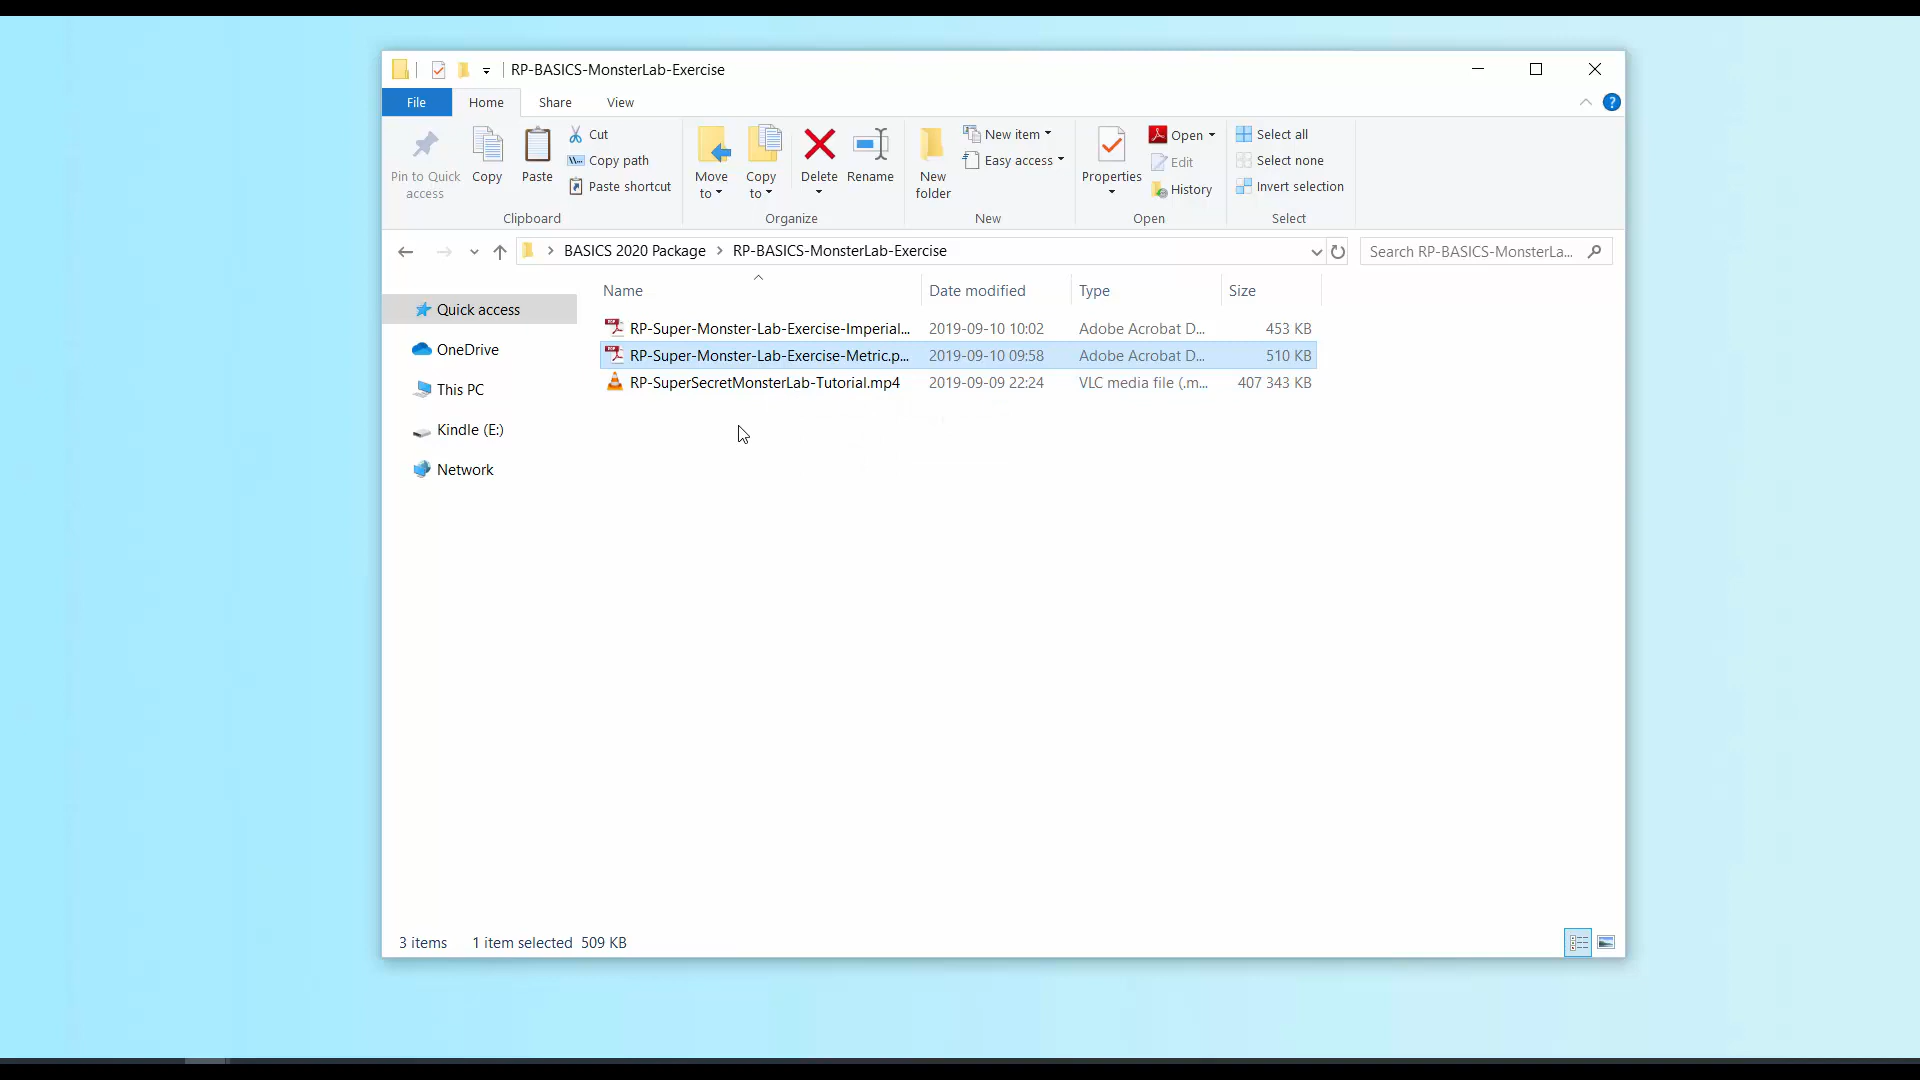 RP-BASICS-MonsterLab-Exercise
File Home Share View
Pin to Quick access
Copy
Paste
Cut
Copy path
Paste shortcut
Clipboard
Move to
Copy to
Delete
Rename
Organize
New folder
New item
Easy access
New
Properties
Open
Edit
History
Open
Select all
Select none
Invert selection
Select
BASICS 2020 Package > RP-BASICS-MonsterLab-Exercise
Search RP-BASICS-MonsterLa...
Quick access
OneDrive
This PC
Kindle (E:)
Network
Name Date modified Type Size
RP-Super-Monster-Lab-Exercise-Imperial... 2019-09-10 10:02 Adobe Acrobat D... 453 KB
RP-Super-Monster-Lab-Exercise-Metric.p... 2019-09-10 09:58 Adobe Acrobat D... 510 KB
RP-SuperSecretMonsterLab-Tutorial.mp4 2019-09-09 22:24 VLC media file (.m... 407 343 KB
3 items 1 item selected 509 KB